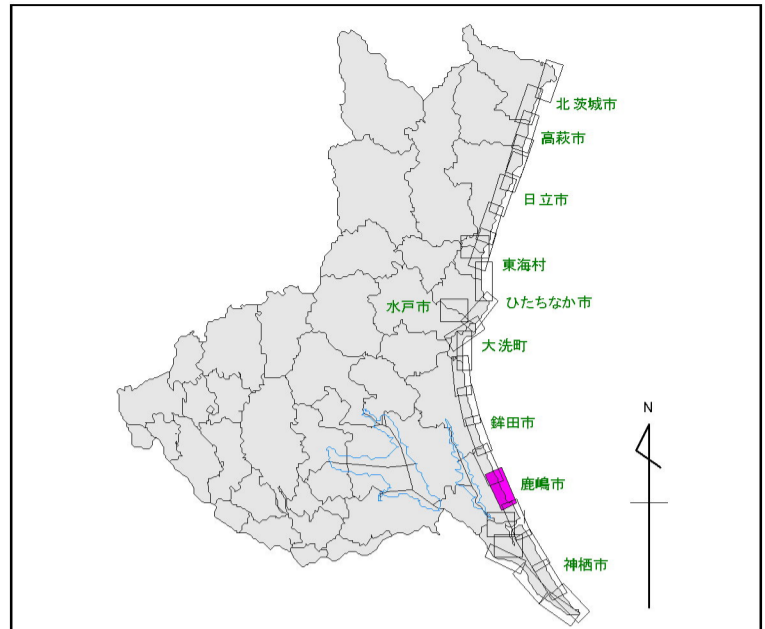 北茨城市
高萩市
日立市
東海村
ひたちなか市
水戸市
大洗町
鉾田市
N
鹿嶋市
神栖市